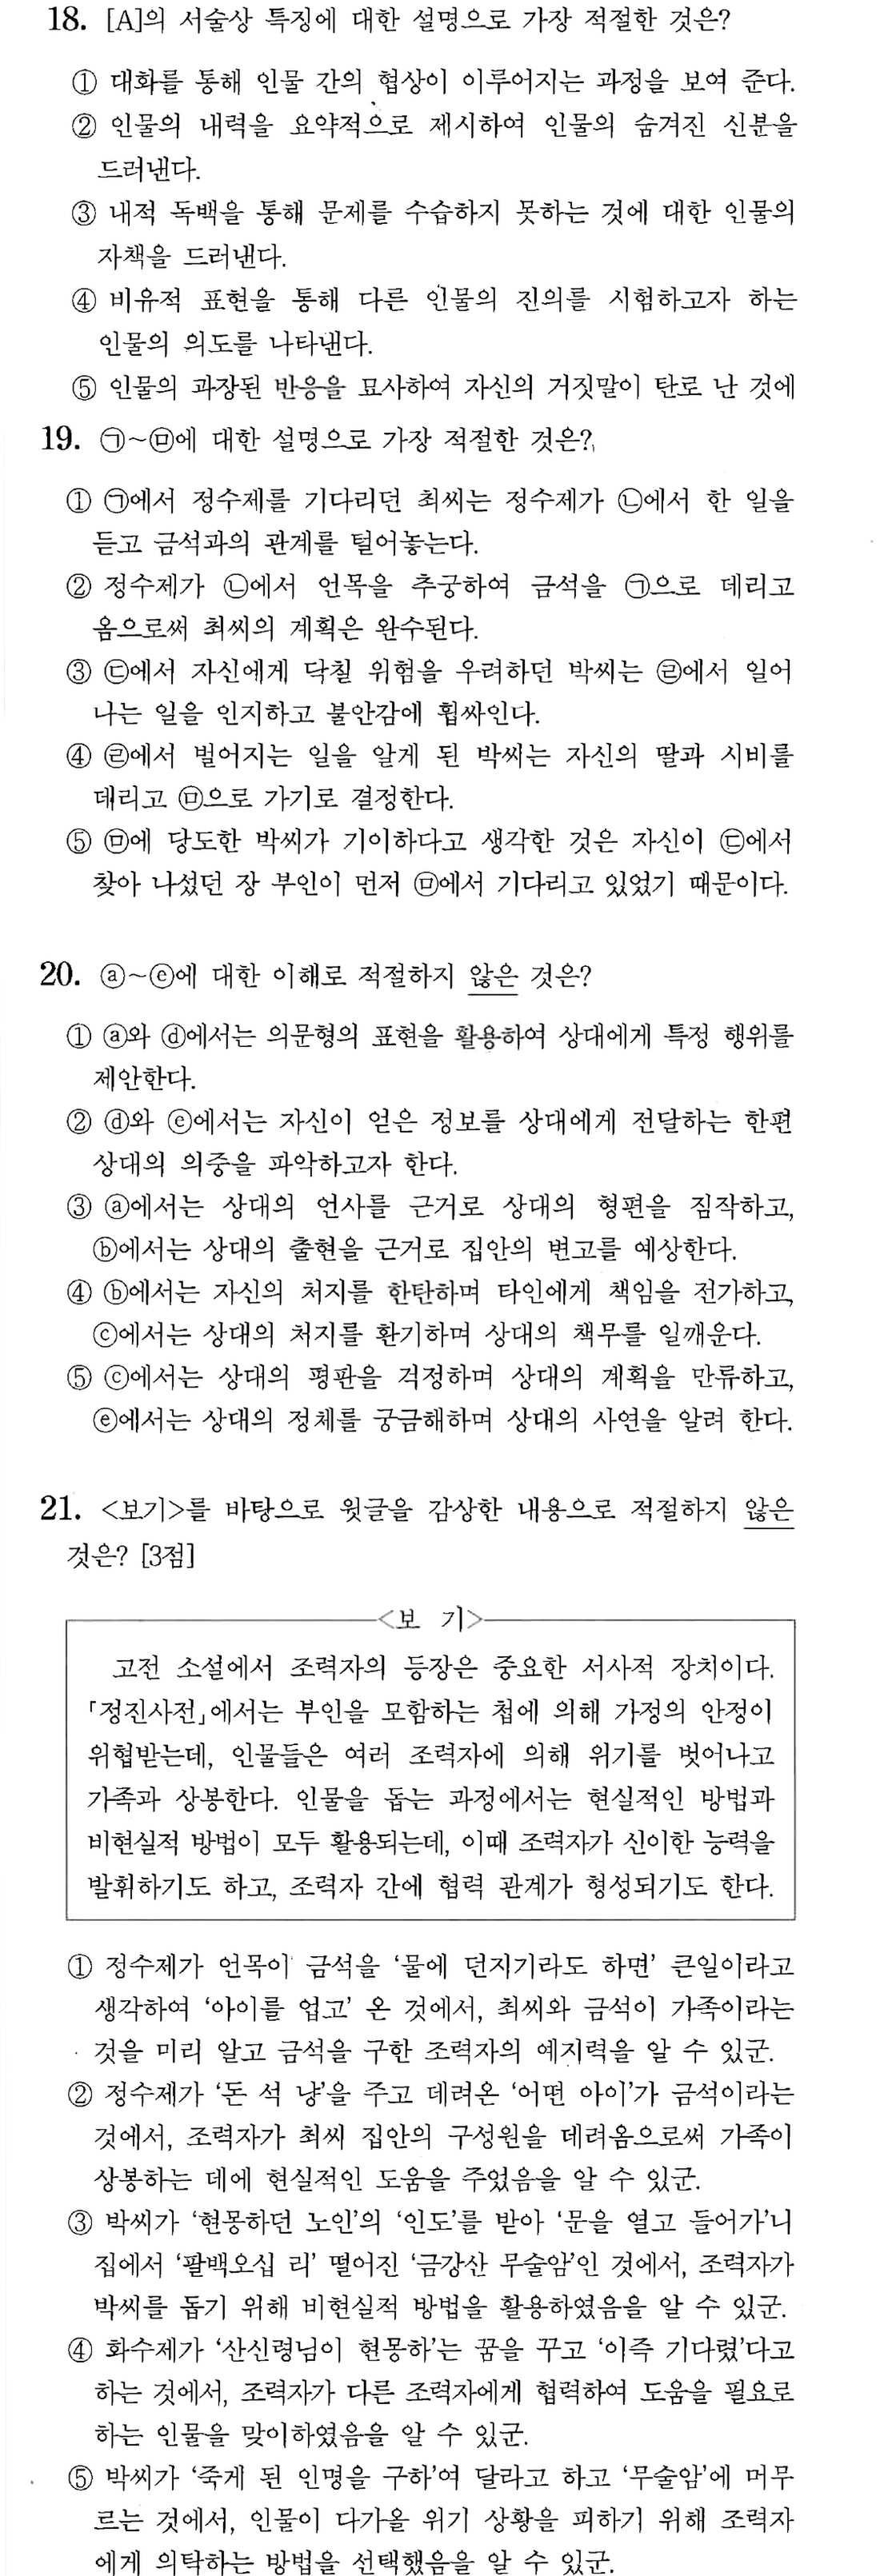 18. [A]의 서술상 특징에 대한 설명으로 가장 적절한 것은?
① 대화를 통해 인물 간의 협상이 이루어지는 과정을 보여 준다.
② 인물의 내력을 요약적으로 제시하여 인물의 숨겨진 신분을
드러낸다.
③ 내적 독백을 통해 문제를 수습하지 못하는 것에 대한 인물의
자책을 드러낸다.
④ 비유적 표현을 통해 다른 인물의 진의를 시험하고자 하는
인물의 의도를 나타낸다.
⑤ 인물의 과장된 반응을 묘사하여 자신의 거짓말이 탄로 난 것에
19. ㉠~㉤에 대한 설명으로 가장 적절한 것은?
① ㉠에서 정수제를 기다리던 최씨는 정수제가 ㉡에서 한 일을
듣고 금석과의 관계를 털어놓는다.
② 정수제가 ㉡에서 언목을 추궁하여 금석을 ㉠으로 데리고
옴으로써 최씨의 계획은 완수된다.
③ ㉢에서 자신에게 닥칠 위험을 우려하던 박씨는 ㉣에서 일어
나는 일을 인지하고 불안감에 휩싸인다.
④ ㉣에서 벌어지는 일을 알게 된 박씨는 자신의 딸과 시비를
데리고 ㉤으로 가기로 결정한다.
⑤ ㉤에 당도한 박씨가 기이하다고 생각한 것은 자신이 ㉢에서
찾아 나섰던 장 부인이 먼저 ㉤에서 기다리고 있었기 때문이다.
20. ⓐ~ⓔ에 대한 이해로 적절하지 않은 것은?
① ⓐ와 ⓓ에서는 의문형의 표현을 활용하여 상대에게 특정 행위를
제안한다.
② ⓓ와 ⓔ에서는 자신이 얻은 정보를 상대에게 전달하는 한편
상대의 의중을 파악하고자 한다.
③ ⓐ에서는 상대의 언사를 근거로 상대의 형편을 짐작하고,
ⓑ에서는 상대의 출현을 근거로 집안의 변고를 예상한다.
④ ⓑ에서는 자신의 처지를 한탄하며 타인에게 책임을 전가하고,
ⓒ에서는 상대의 처지를 환기하며 상대의 책무를 일깨운다.
⑤ ⓒ에서는 상대의 평판을 걱정하며 상대의 계획을 만류하고,
ⓔ에서는 상대의 정체를 궁금해하며 상대의 사연을 알려 한다.
21. <보기>를 바탕으로 윗글을 감상한 내용으로 적절하지 않은
것은? [3점]
<보 기>
고전 소설에서 조력자의 등장은 중요한 서사적 장치이다.
「정진사전」에서는 부인을 모함하는 첩에 의해 가정의 안정이
위협받는데, 인물들은 여러 조력자에 의해 위기를 벗어나고
가족과 상봉한다. 인물을 돕는 과정에서는 현실적인 방법과
비현실적 방법이 모두 활용되는데, 이때 조력자가 신이한 능력을
발휘하기도 하고, 조력자 간에 협력 관계가 형성되기도 한다.
① 정수제가 언목이 금석을 ‘물에 던지기라도 하면’ 큰일이라고
생각하여 ‘아이를 업고’ 온 것에서, 최씨와 금석이 가족이라는
것을 미리 알고 금석을 구한 조력자의 예지력을 알 수 있군.
② 정수제가 ‘돈 석 냥’을 주고 데려온 ‘어떤 아이’가 금석이라는
것에서, 조력자가 최씨 집안의 구성원을 데려옴으로써 가족이
상봉하는 데에 현실적인 도움을 주었음을 알 수 있군.
③ 박씨가 ‘현몽하던 노인’의 ‘인도’를 받아 ‘문을 열고 들어가’니
집에서 ‘팔백오십 리’ 떨어진 ‘금강산 무술암’인 것에서, 조력자가
박씨를 돕기 위해 비현실적 방법을 활용하였음을 알 수 있군.
④ 화수제가 ‘산신령님이 현몽하’는 꿈을 꾸고 ‘이즉 기다렸’다고
하는 것에서, 조력자가 다른 조력자에게 협력하여 도움을 필요로
하는 인물을 맞이하였음을 알 수 있군.
⑤ 박씨가 ‘죽게 된 인명을 구하’여 달라고 하고 ‘무술암’에 머무
르는 것에서, 인물이 다가올 위기 상황을 피하기 위해 조력자
에게 의탁하는 방법을 선택했음을 알 수 있군.